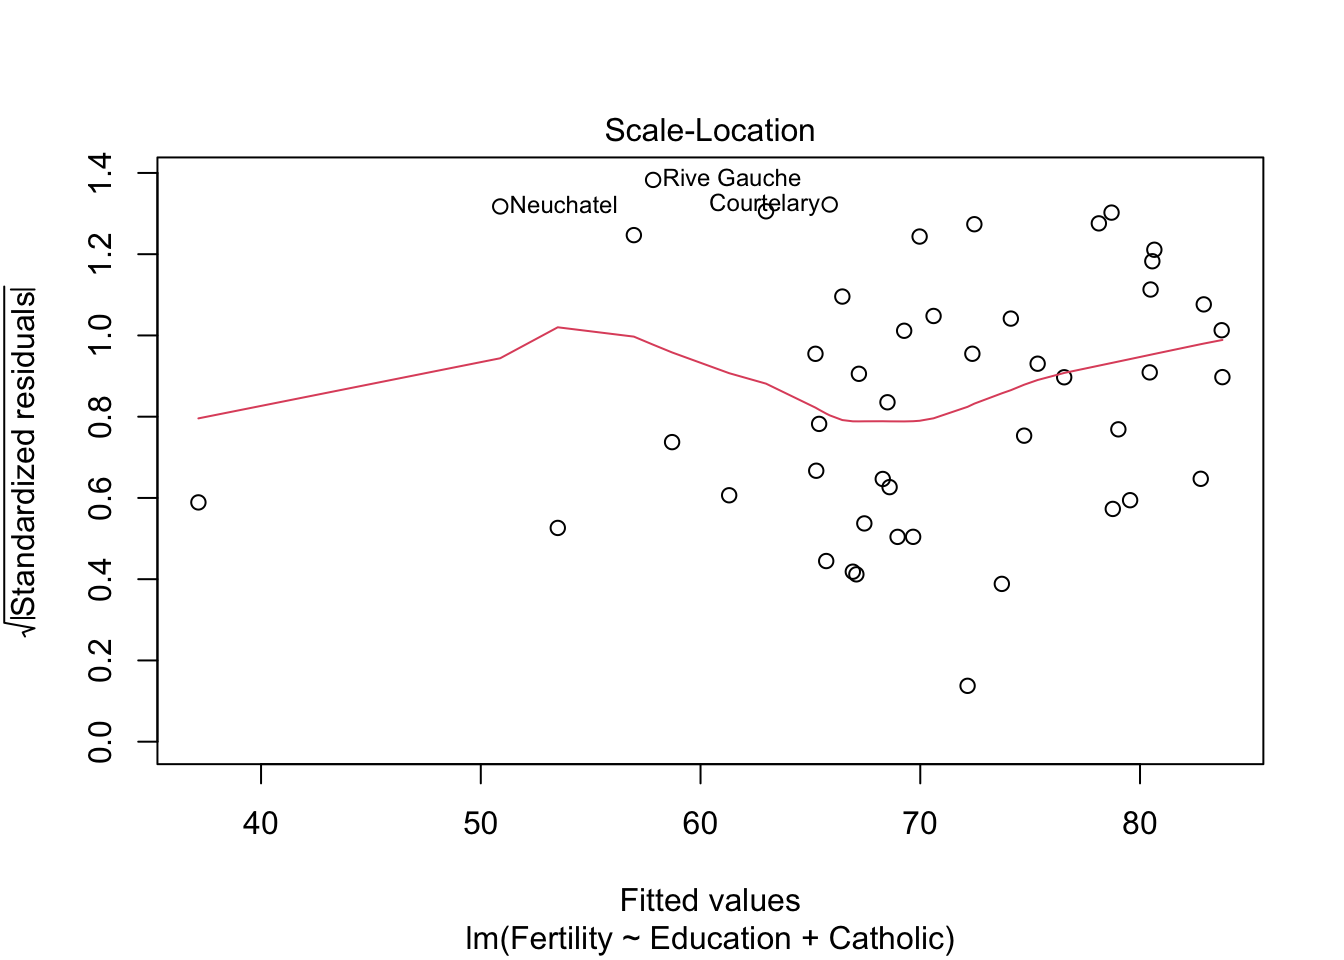 Scale-Location
√|Standardized residuals|
1.4
1.2
1.0
0.8
0.6
0.4
0.2
0.0
Rive Gauche
Neuchatel
Courtelary
40 50 60 70 80
Fitted values
lm(Fertility ~ Education + Catholic)